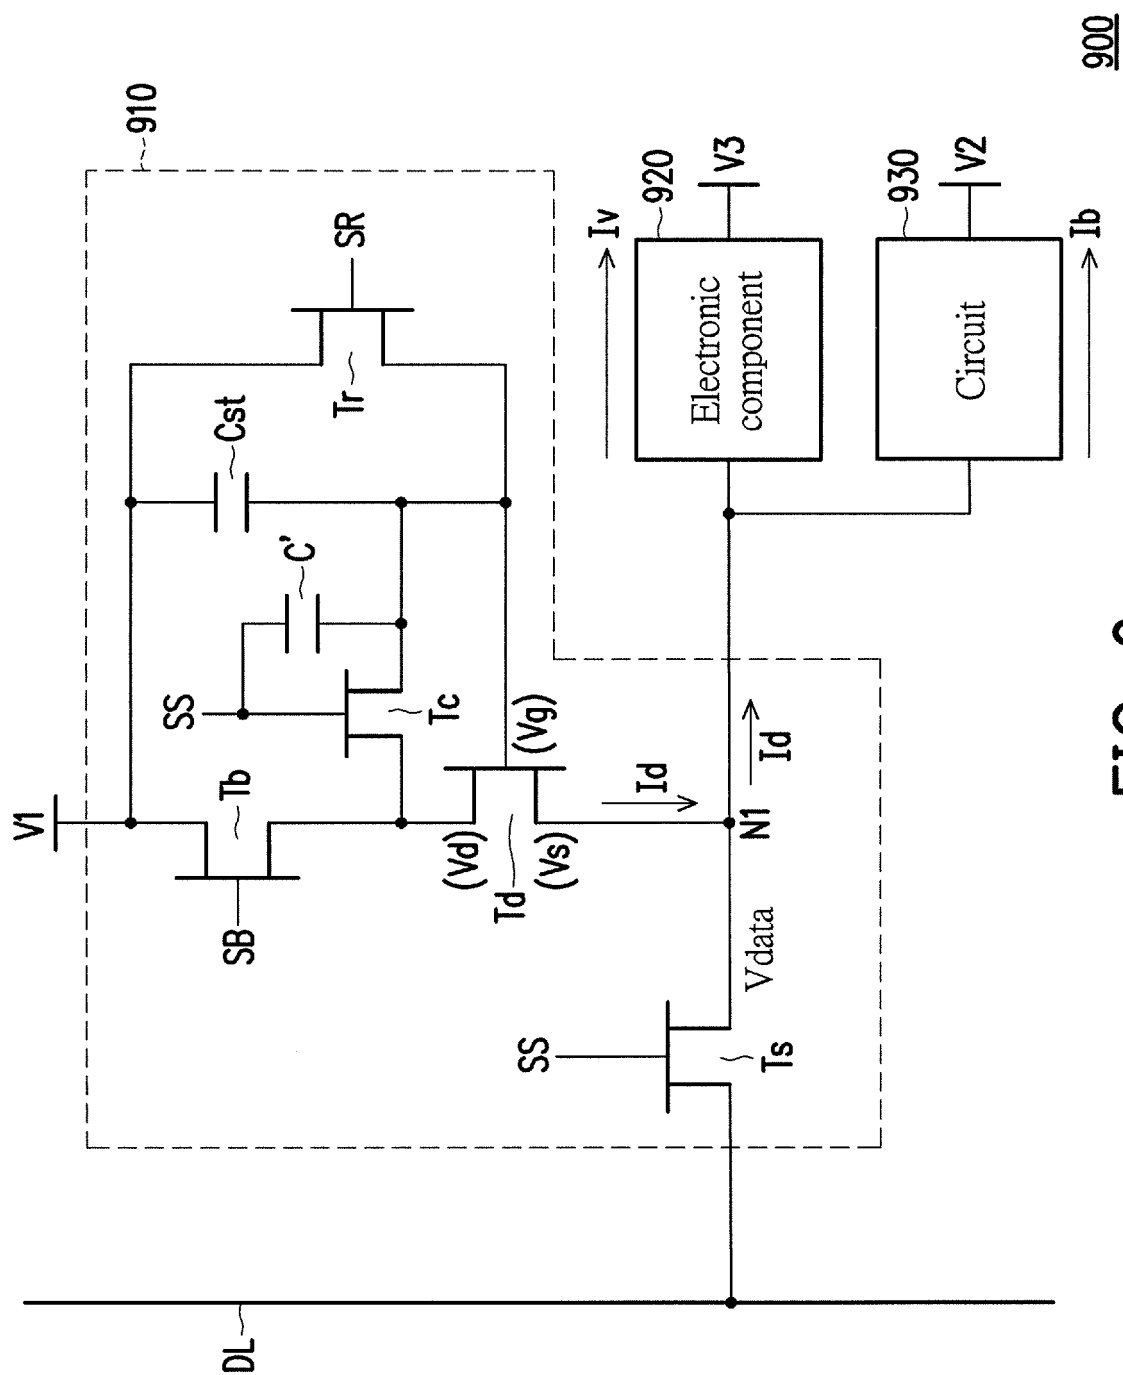 V1
910
SS
DL
SB
Tb
Cst
C'
Tr
SR
Tc
(Vd)
Td
SS
(Vg)
(Vs)
Iv
Id
920
Electronic
component
V3
Vdata
N1
Id
Ts
930
Circuit
V2
Ib
900